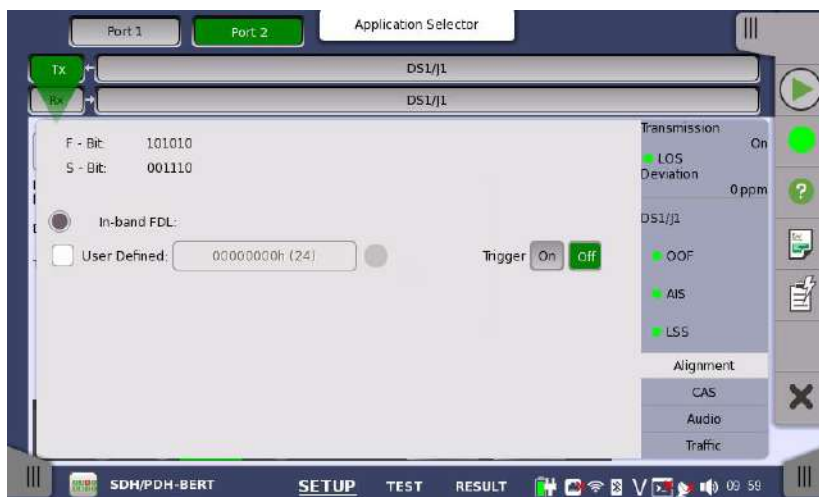 Port 1
Port 2
Application Selector
Tx
DS1/J1
Rx
DS1/J1
F - Bit: 101010
S - Bit: 001110
In-band FDL:
User Defined: 00000000h (24)
Trigger On Off
Transmission
On
LOS
Deviation
0 ppm
DS1/J1
OOF
AIS
LSS
Alignment
CAS
Audio
Traffic
SDH/PDH-BERT SETUP TEST RESULT 09 59